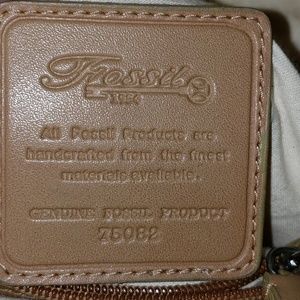 Fossil
1954
All Fossil Products are
handcrafted from the finest
materials available.
GENUINE FOSSIL PRODUCT
75082